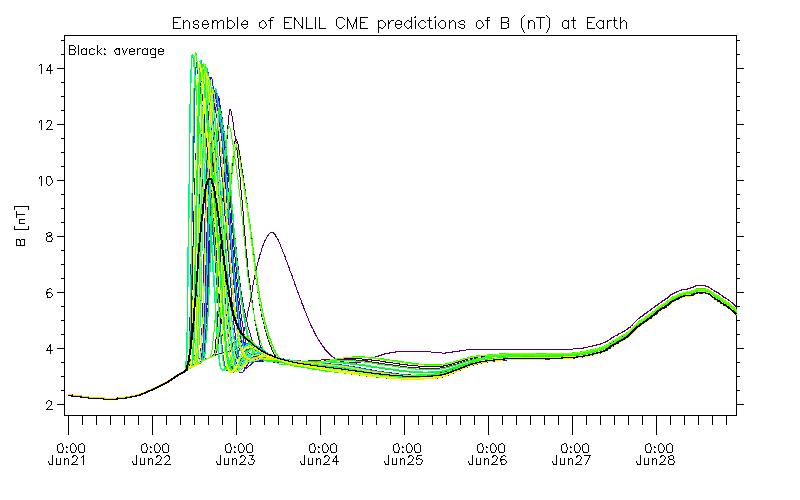 Ensemble of ENLIL CME predictions of B (nT) at Earth
Black: average
14
12
10
8
6
4
2
B [nT]
0:00 0:00 0:00 0:00 0:00 0:00 0:00 0:00
Jun21 Jun22 Jun23 Jun24 Jun25 Jun26 Jun27 Jun28